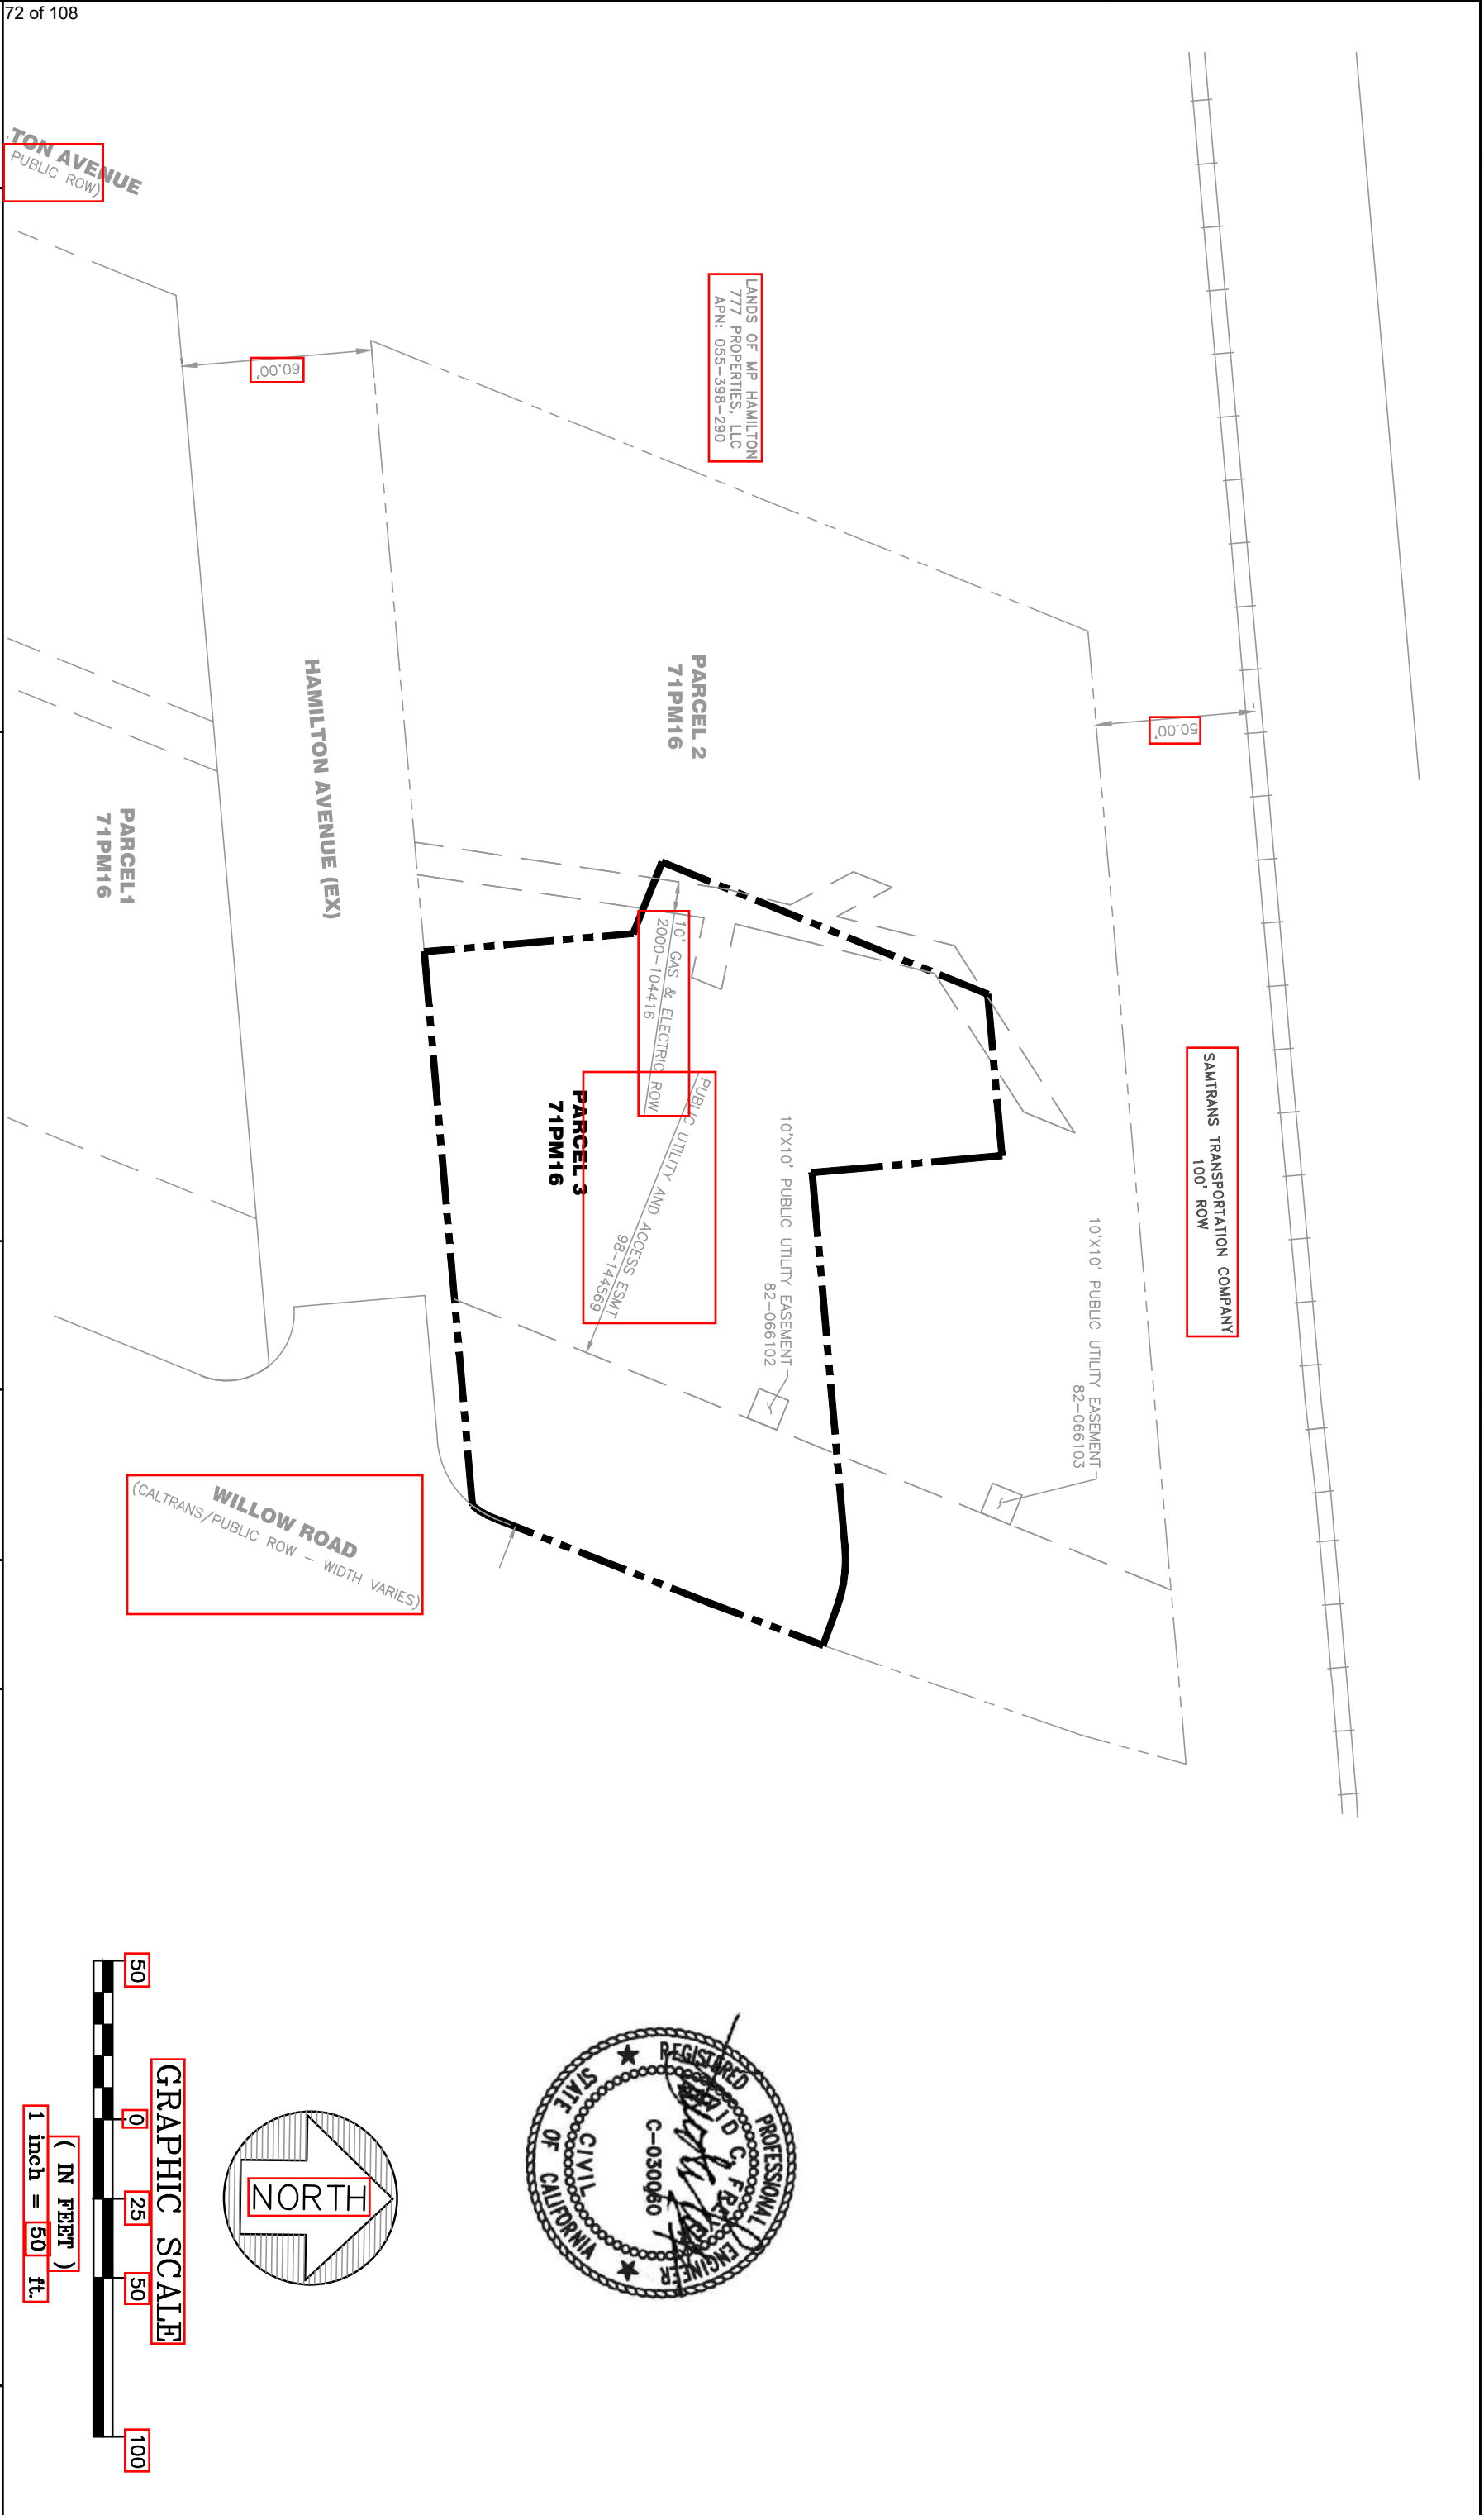 72 of 108
TON AVENUE
PUBLIC ROW)
LANDS OF MP HAMILTON
777 PROPERTIES, LLC
APN: 055-398-290
60.00'
50.00'
PARCEL 2
71PM16
HAMILTON AVENUE (EX)
PARCEL1
71PM16
10' GAS & ELECTRIC ROW
2000-104416
PARCEL 3
71PM16
PUBLIC UTILITY AND ACCESS ESMT
98-144569
10'X10' PUBLIC UTILITY EASEMENT
82-066102
10'X10' PUBLIC UTILITY EASEMENT
82-066103
SAMTRANS TRANSPORTATION COMPANY
100' ROW
WILLOW ROAD
(CALTRANS/PUBLIC ROW - WIDTH VARIES)
REGISTERED PROFESSIONAL ENGINEER
C-030060
CIVIL
STATE OF CALIFORNIA
NORTH
GRAPHIC SCALE
50 0 25 50 100
( IN FEET )
1 inch = 50 ft.